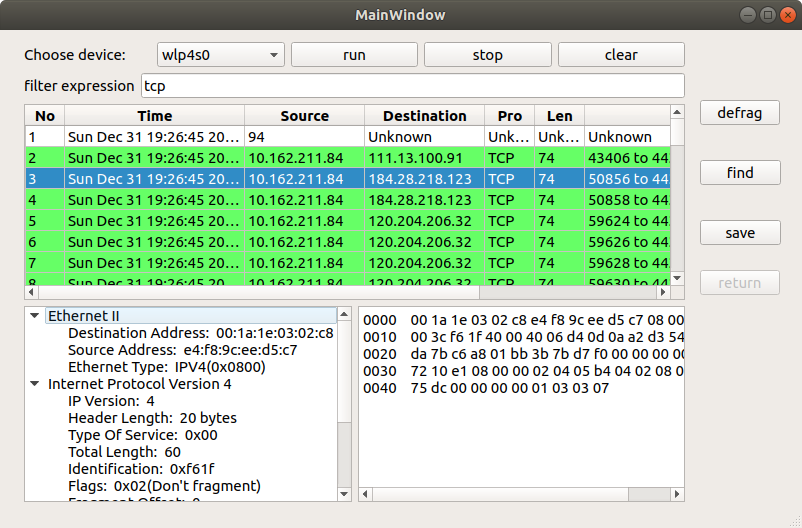 MainWindow
Choose device: wlp4s0 run stop clear
filter expression tcp
No Time Source Destination Pro Len
1 Sun Dec 31 19:26:45 20... 94 Unknown Unk... Unk... Unknown
2 Sun Dec 31 19:26:45 20... 10.162.211.84 111.13.100.91 TCP 74 43406 to 44
3 Sun Dec 31 19:26:45 20... 10.162.211.84 184.28.218.123 TCP 74 50856 to 44
4 Sun Dec 31 19:26:45 20... 10.162.211.84 184.28.218.123 TCP 74 50858 to 44
5 Sun Dec 31 19:26:45 20... 10.162.211.84 120.204.206.32 TCP 74 59624 to 44
6 Sun Dec 31 19:26:45 20... 10.162.211.84 120.204.206.32 TCP 74 59626 to 44
7 Sun Dec 31 19:26:45 20... 10.162.211.84 120.204.206.32 TCP 74 59628 to 44
8 Sun Dec 31 19:26:45 20... 10.162.211.84 120.204.206.32 TCP 74 59630 to 44
defrag
find
save
return
Ethernet II
Destination Address: 00:1a:1e:03:02:c8
Source Address: e4:f8:9c:ee:d5:c7
Ethernet Type: IPV4(0x0800)
Internet Protocol Version 4
IP Version: 4
Header Length: 20 bytes
Type Of Service: 0x00
Total Length: 60
Identification: 0xf61f
Flags: 0x02(Don't fragment)
Fragment Offset: 0
0000 00 1a 1e 03 02 c8 e4 f8 9c ee d5 c7 08 00
0010 00 3c f6 1f 40 00 40 06 d4 0d 0a a2 d3 54
0020 da 7b c6 a8 01 bb 3b 7b d7 f0 00 00 00 00
0030 72 10 e1 08 00 00 02 04 05 b4 04 02 08 0
0040 75 dc 00 00 00 00 01 03 03 07